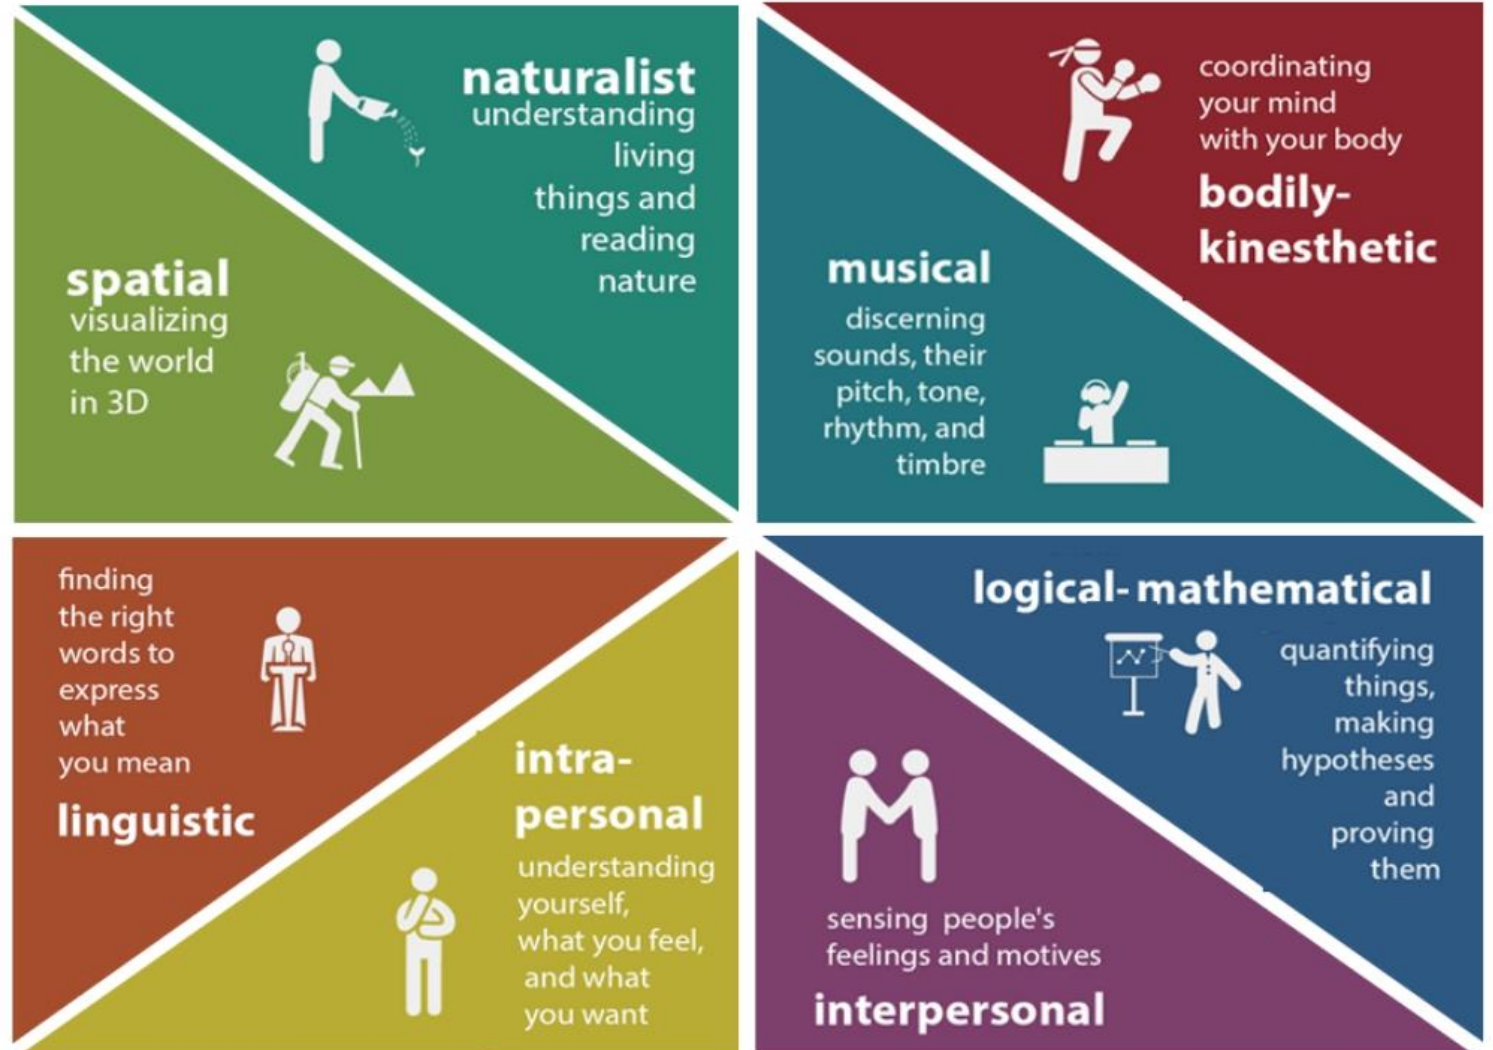 naturalist
understanding
living
things and
reading
nature
spatial
visualizing
the world
in 3D
coordinating
your mind
with your body
bodily-
kinesthetic
musical
discerning
sounds, their
pitch, tone,
rhythm, and
timbre
finding
the right
words to
express
what
you mean
linguistic
intra-
personal
understanding
yourself,
what you feel,
and what
you want
logical-mathematical
quantifying
things,
making
hypotheses
and
proving
them
sensing people's
feelings and motives
interpersonal